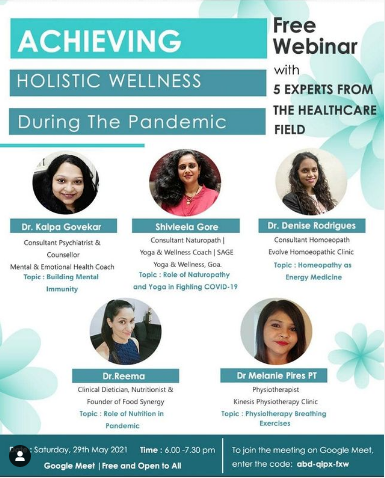 ACHIEVING
HOLISTIC WELLNESS
During The Pandemic
Free
Webinar
with
5 EXPERTS FROM
THE HEALTHCARE
FIELD
Dr. Kalpa Govekar
Consultant Psychiatrist &
Counsellor
Mental & Emotional Health Coach
Topic : Building Mental
Immunity
Shivleela Gore
Consultant Naturopath |
Yoga & Wellness Coach | SAGE
Yoga & Wellness, Goa.
Topic : Role of Naturopathy
and Yoga in Fighting COVID-19
Dr. Denise Rodrigues
Consultant Homoeopath
Evolve Homoeopathic Clinic
Topic : Homeopathy as
Energy Medicine
Dr.Reema
Clinical Dietician, Nutritionist &
Founder of Food Synergy
Topic : Role of Nutrition in
Pandemic
Dr Melanie Pires PT
Physiotherapist
Kinesis Physiotherapy Clinic
Topic : Physiotherapy Breathing
Exercises
: Saturday, 29th May 2021 Time : 6.00 -7.30 pm
Google Meet | Free and Open to All
To join the meeting on Google Meet,
enter the code: abd-qipx-fxw